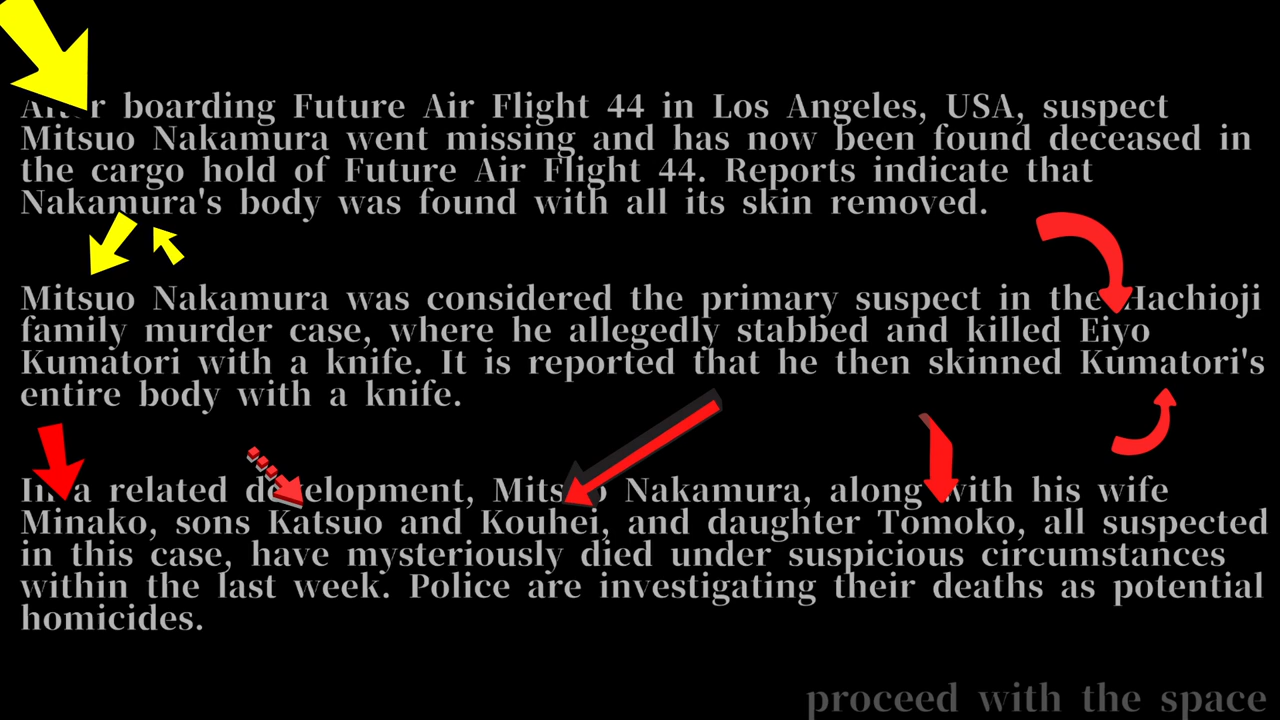 After boarding Future Air Flight 44 in Los Angeles, USA, suspect
Mitsuo Nakamura went missing and has now been found deceased in
the cargo hold of Future Air Flight 44. Reports indicate that
Nakamura's body was found with all its skin removed.
Mitsuo Nakamura was considered the primary suspect in the Hachioji
family murder case, where he allegedly stabbed and killed Eiyo
Kumatori with a knife. It is reported that he then skinned Kumatori's
entire body with a knife.
In a related development, Mitsuo Nakamura, along with his wife
Minako, sons Katsuo and Kouhei, and daughter Tomoko, all suspected
in this case, have mysteriously died under suspicious circumstances
within the last week. Police are investigating their deaths as potential
homicides.
proceed with the space